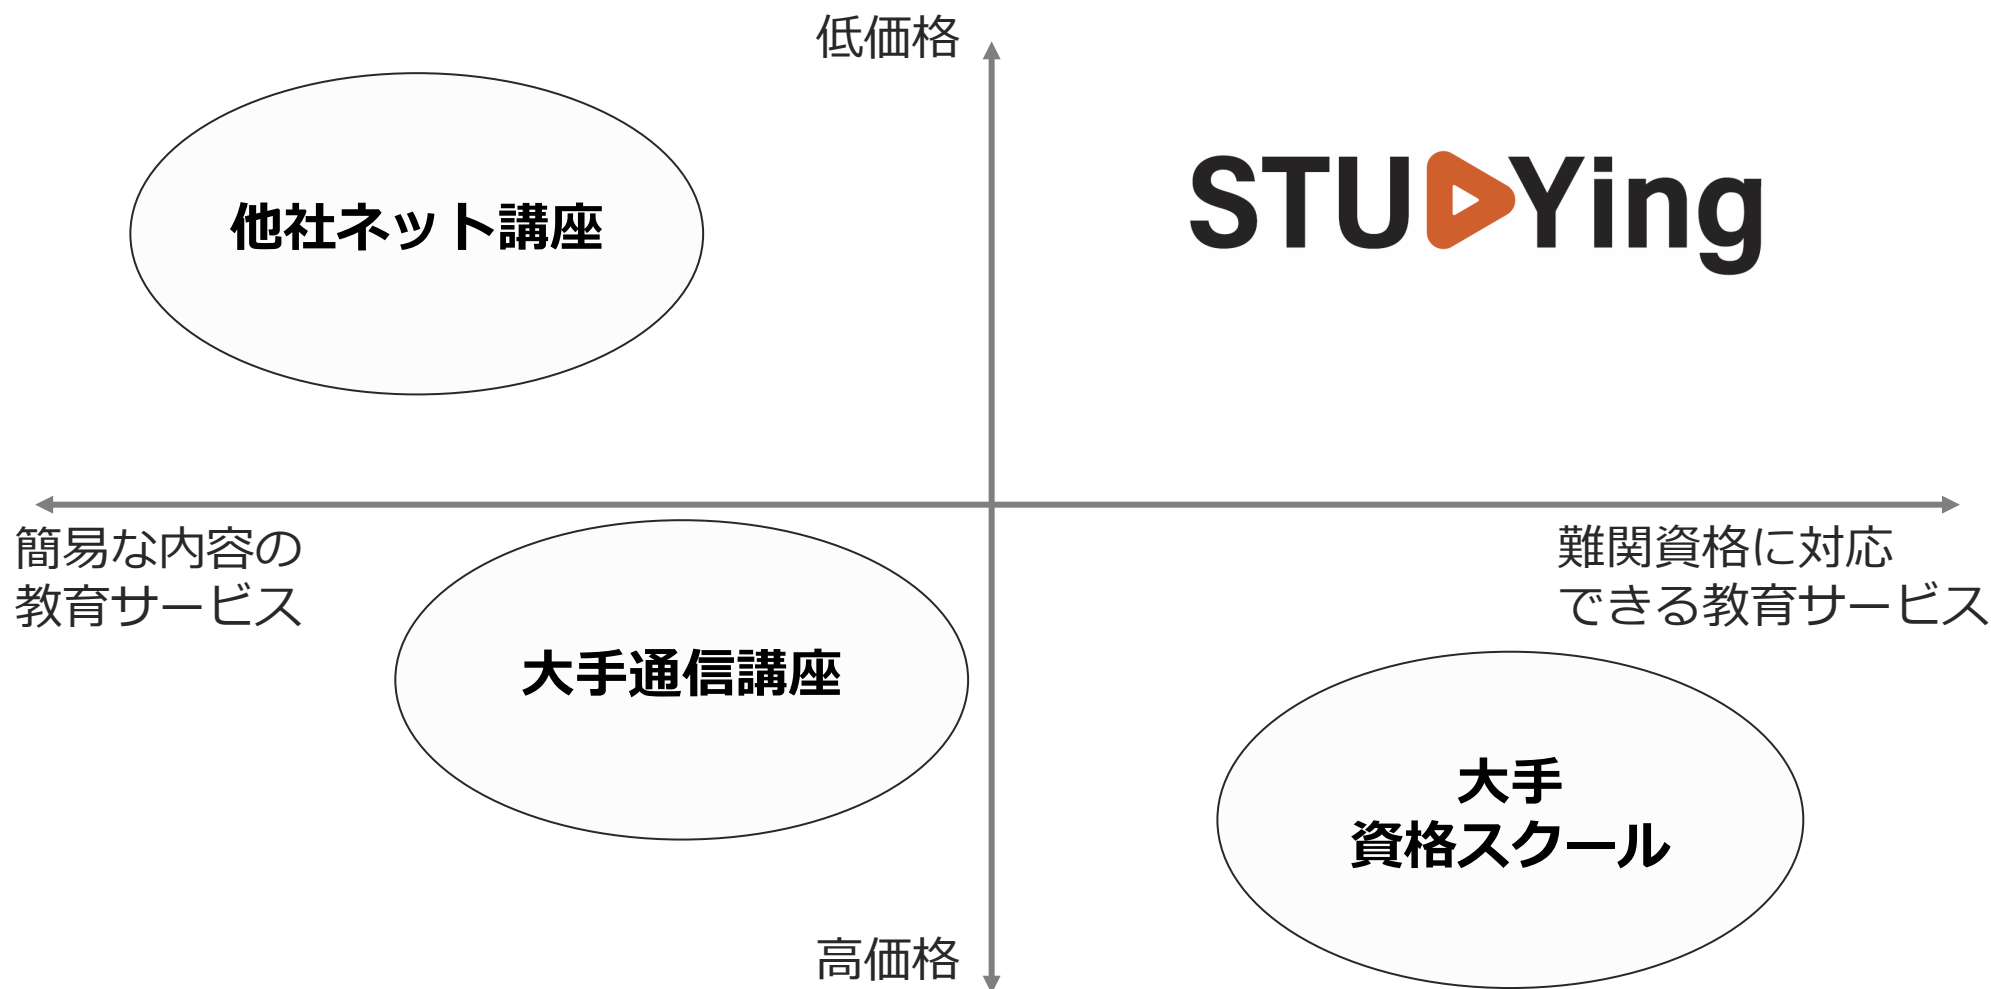 低価格
他社ネット講座
STUDYing
簡易な内容の
教育サービス
難関資格に対応
できる教育サービス
大手通信講座
大手
資格スクール
高価格